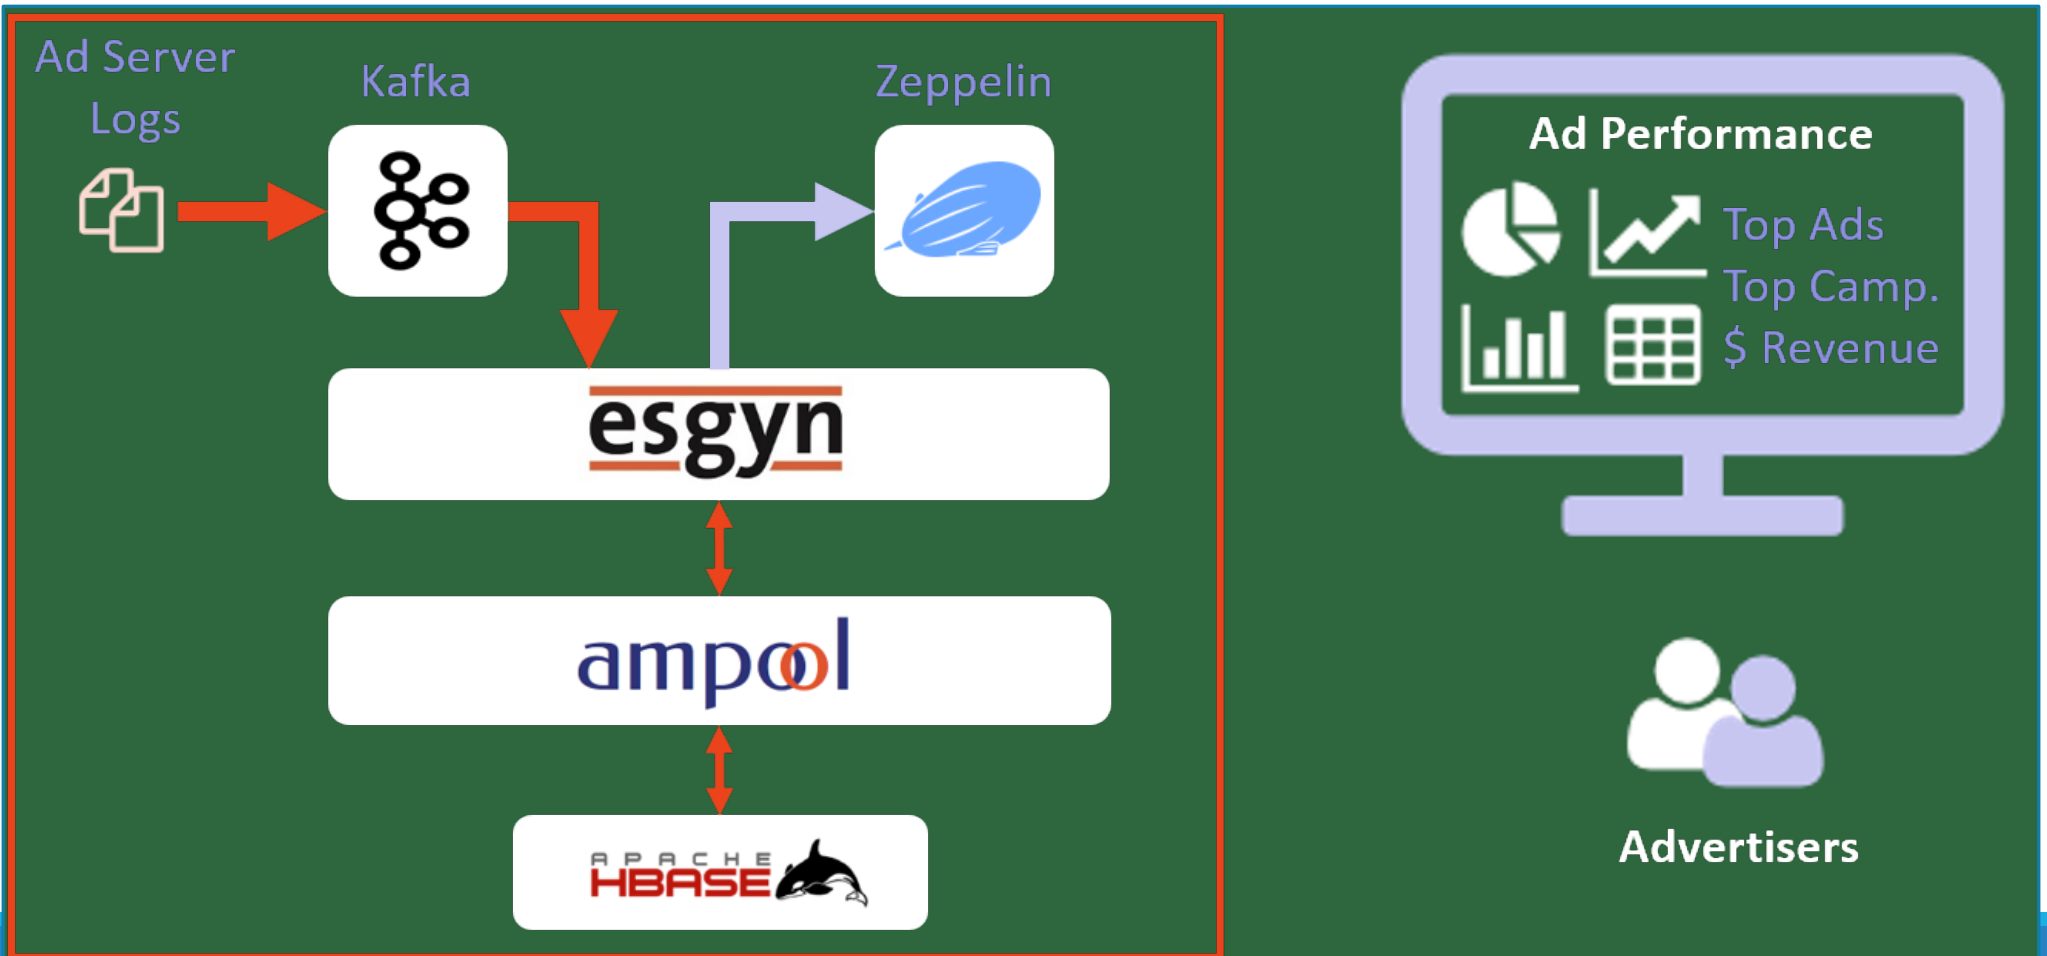 Ad Server
Logs
Kafka
Zeppelin
esgyn
ampool
APACHE
HBASE
Ad Performance
Top Ads
Top Camp.
$ Revenue
Advertisers